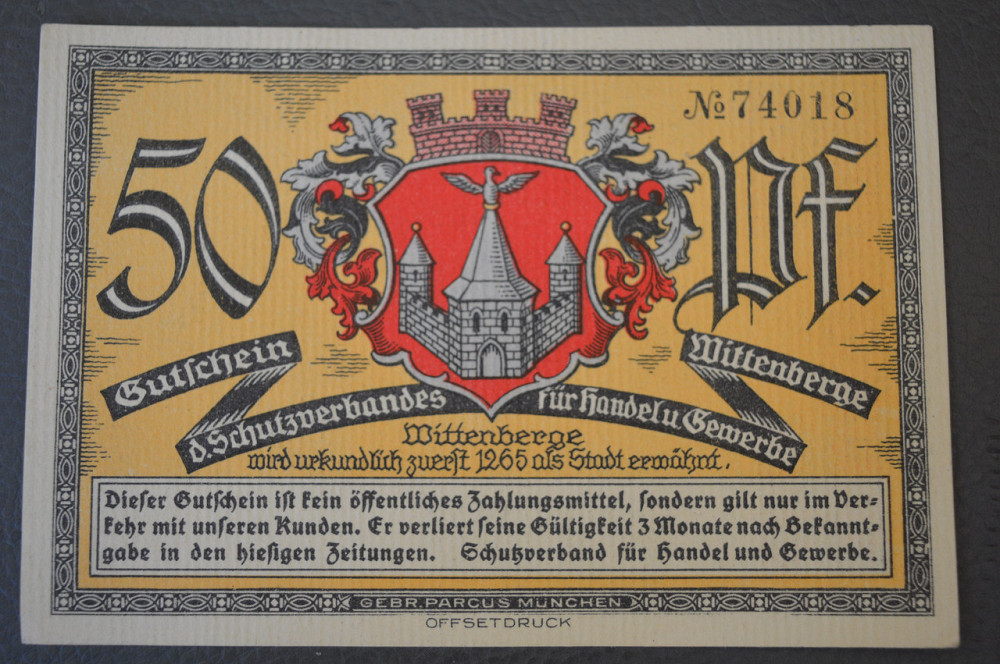 № 74018
50 Pf.
Gutschein
d. Schutzverbandes für Handel u Gewerbe
Wittenberge
Wittenberge
wird urkundlich zuerst 1265 als Stadt erwähnt.
Dieser Gutschein ist kein öffentliches Zahlungsmittel, sondern gilt nur im Ver=
kehr mit unseren Kunden. Er verliert seine Gültigkeit 3 Monate nach Bekannt=
gabe in den hiesigen Zeitungen. Schutzverband für Handel und Gewerbe.
GEBR. PARCUS MÜNCHEN
OFFSETDRUCK